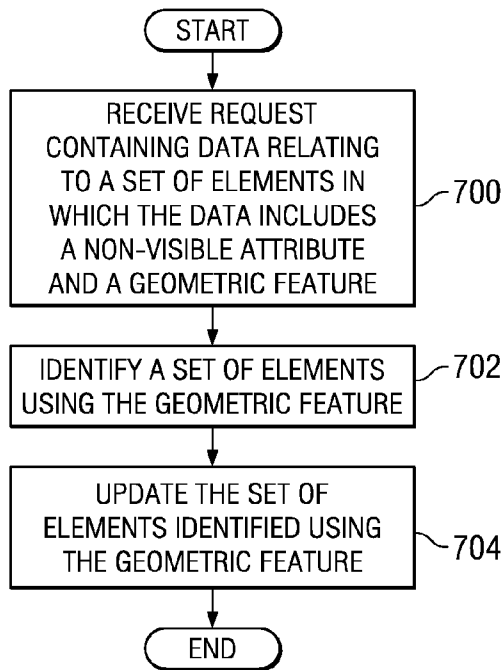 START
RECEIVE REQUEST
CONTAINING DATA RELATING
TO A SET OF ELEMENTS IN
WHICH THE DATA INCLUDES
A NON-VISIBLE ATTRIBUTE
AND A GEOMETRIC FEATURE
700
IDENTIFY A SET OF ELEMENTS
USING THE GEOMETRIC FEATURE
702
UPDATE THE SET OF
ELEMENTS IDENTIFIED USING
THE GEOMETRIC FEATURE
704
END